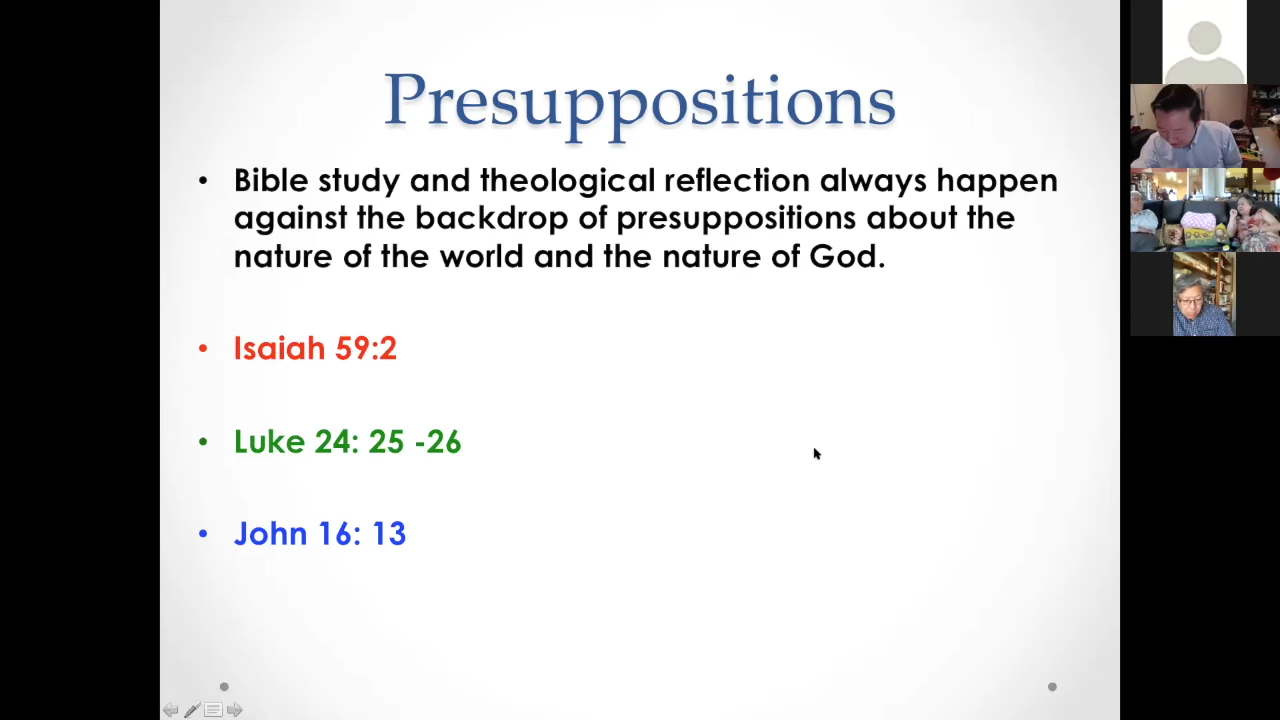 Presuppositions
• Bible study and theological reflection always happen
against the backdrop of presuppositions about the
nature of the world and the nature of God.
• Isaiah 59:2
• Luke 24: 25 -26
• John 16: 13